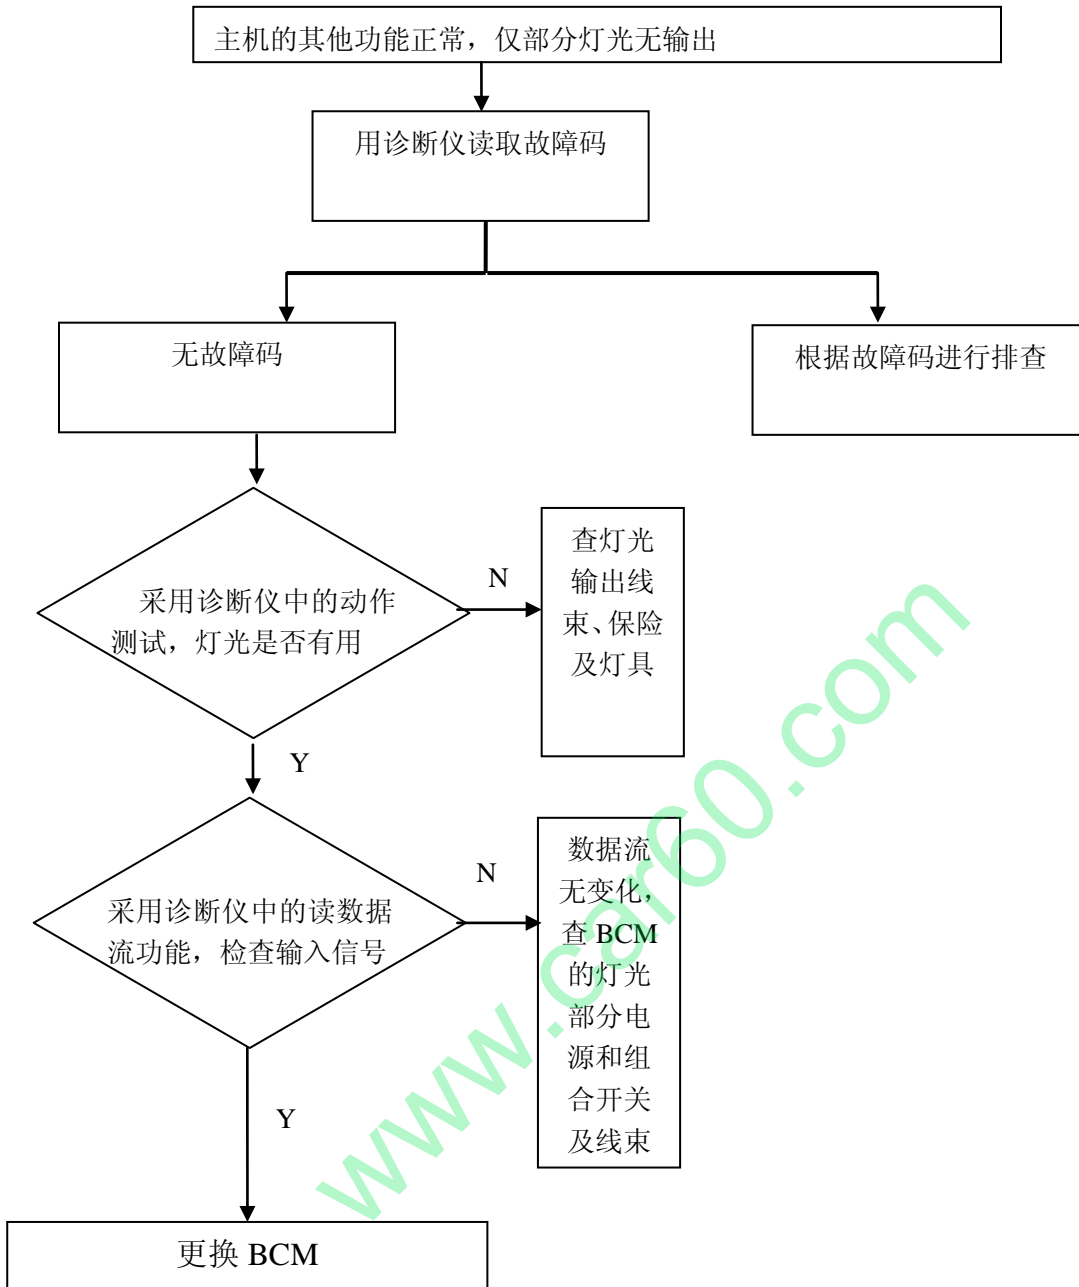 主机的其他功能正常，仅部分灯光无输出
用诊断仪读取故障码
无故障码
根据故障码进行排查
采用诊断仪中的动作
测试，灯光是否有用
N
查灯光
输出线
束、保险
及灯具
Y
采用诊断仪中的读数据
流功能，检查输入信号
N
数据流
无变化，
查 BCM
的灯光
部分电
源和组
合开关
及线束
Y
更换 BCM
www.car60.com